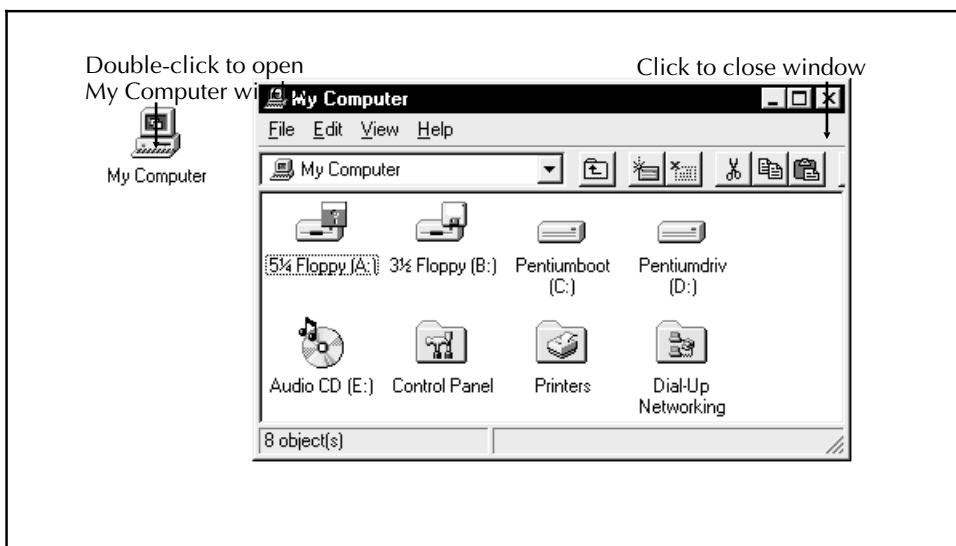 Double-click to open
Click to close window
My Computer wi
My Computer
File Edit View Help
My Computer
My Computer
5¼ Floppy (A:) 3½ Floppy (B:) Pentiumboot (C:) Pentiumdriv (D:)
Audio CD (E:) Control Panel Printers Dial-Up Networking
8 object(s)